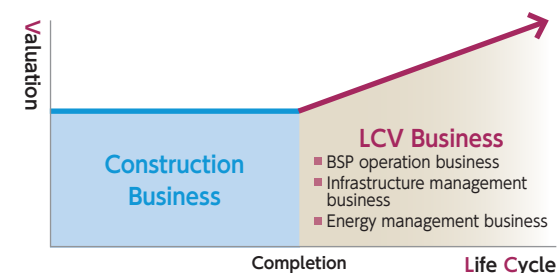 Valuation
Construction
Business
LCV Business
BSP operation business
Infrastructure management
business
Energy management business
Completion
Life Cycle